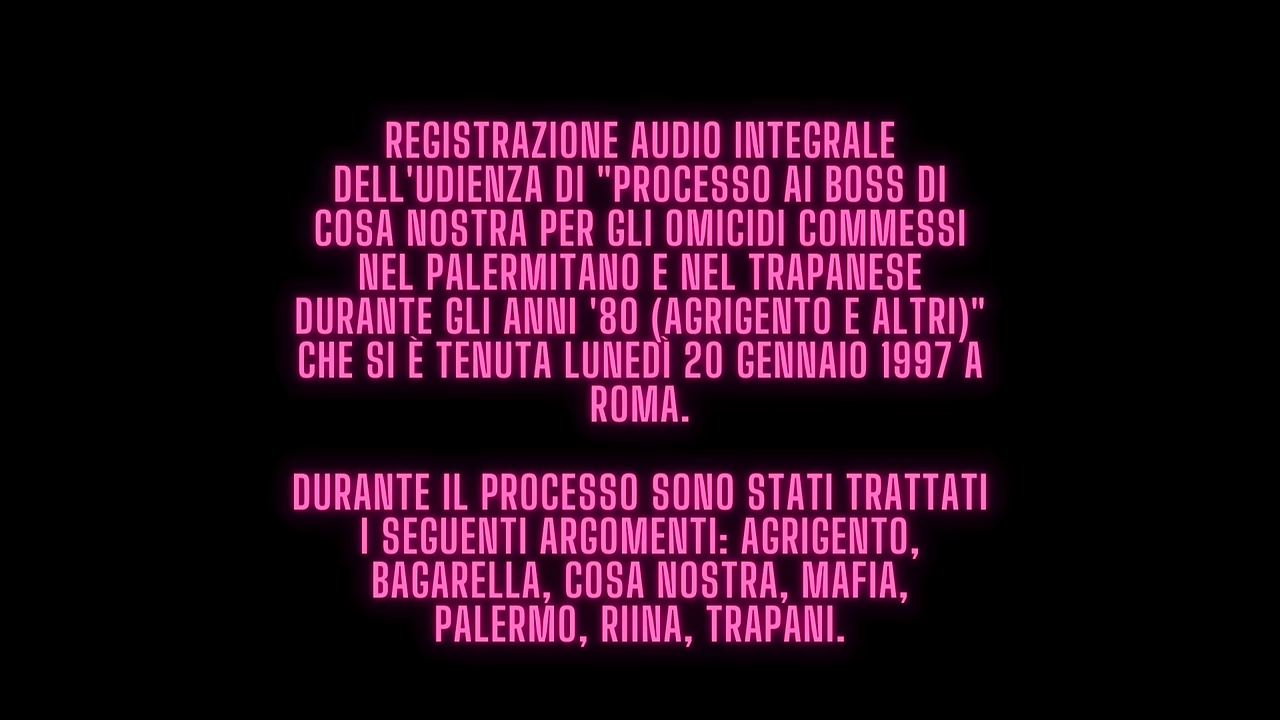 REGISTRAZIONE AUDIO INTEGRALE
DELL'UDIENZA DI "PROCESSO AI BOSS DI
COSA NOSTRA PER GLI OMICIDI COMMESSI
NEL PALERMITANO E NEL TRAPANESE
DURANTE GLI ANNI '80 (AGRIGENTO E ALTRI)"
CHE SI È TENUTA LUNEDÌ 20 GENNAIO 1997 A
ROMA.
DURANTE IL PROCESSO SONO STATI TRATTATI
I SEGUENTI ARGOMENTI: AGRIGENTO,
BAGARELLA, COSA NOSTRA, MAFIA,
PALERMO, RIINA, TRAPANI.